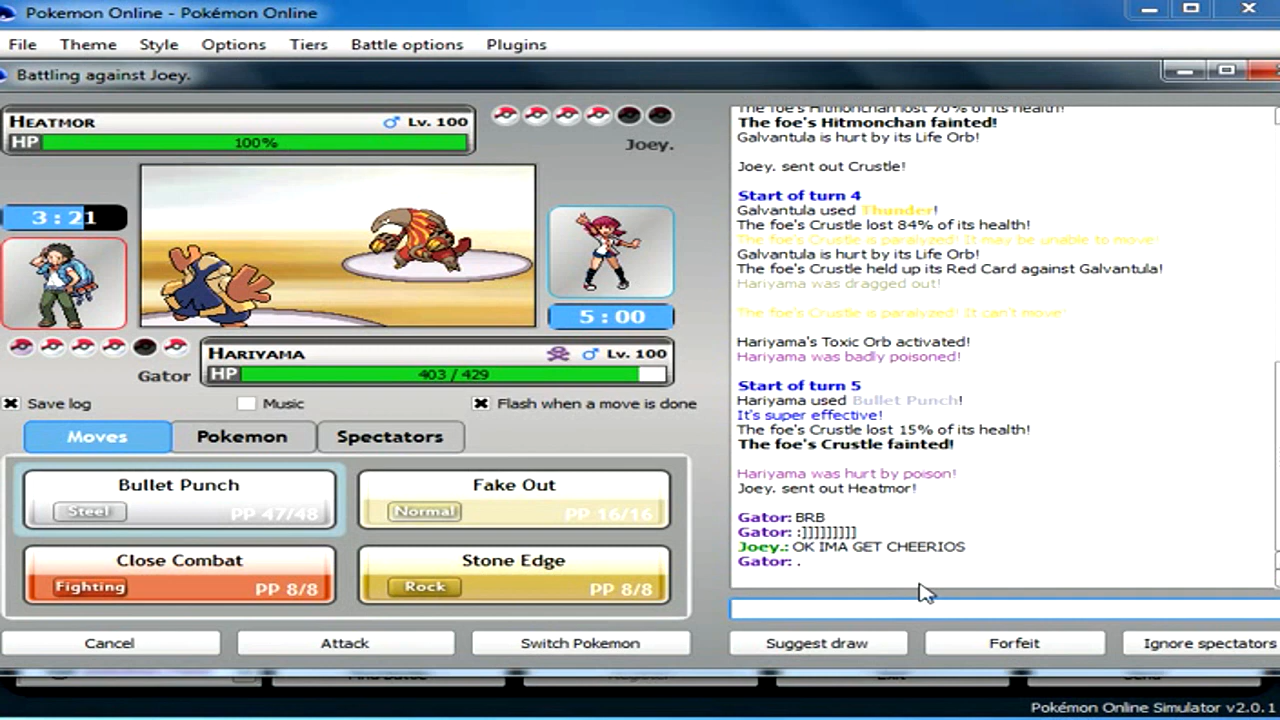 Pokemon Online - Pokémon Online
File Theme Style Options Tiers Battle options Plugins
Battling against Joey.
HEATMOR ♂ Lv. 100
HP 100%
Joey.
3:21
5:00
HARIYAMA ♂ Lv. 100
HP 403 / 429
Gator
Save log Music Flash when a move is done
Moves Pokemon Spectators
Bullet Punch
Steel PP 47/48
Fake Out
Normal PP 16/16
Close Combat
Fighting PP 8/8
Stone Edge
Rock PP 8/8
Cancel Attack Switch Pokemon
The foe's Hitmonchan lost 70% of its health!
The foe's Hitmonchan fainted!
Galvantula is hurt by its Life Orb!
Joey. sent out Crustle!
Start of turn 4
Galvantula used Thunder!
The foe's Crustle lost 84% of its health!
The foe's Crustle is paralyzed! It may be unable to move!
Galvantula is hurt by its Life Orb!
The foe's Crustle held up its Red Card against Galvantula!
Hariyama was dragged out!
The foe's Crustle is paralyzed! It can't move!
Hariyama's Toxic Orb activated!
Hariyama was badly poisoned!
Start of turn 5
Hariyama used Bullet Punch!
It's super effective!
The foe's Crustle lost 15% of its health!
The foe's Crustle fainted!
Hariyama was hurt by poison!
Joey. sent out Heatmor!
Gator: BRB
Gator: :]]]]]]]]]
Joey.: OK IMA GET CHEERIOS
Gator: .
Suggest draw Forfeit Ignore spectators
Pokémon Online Simulator v2.0.1